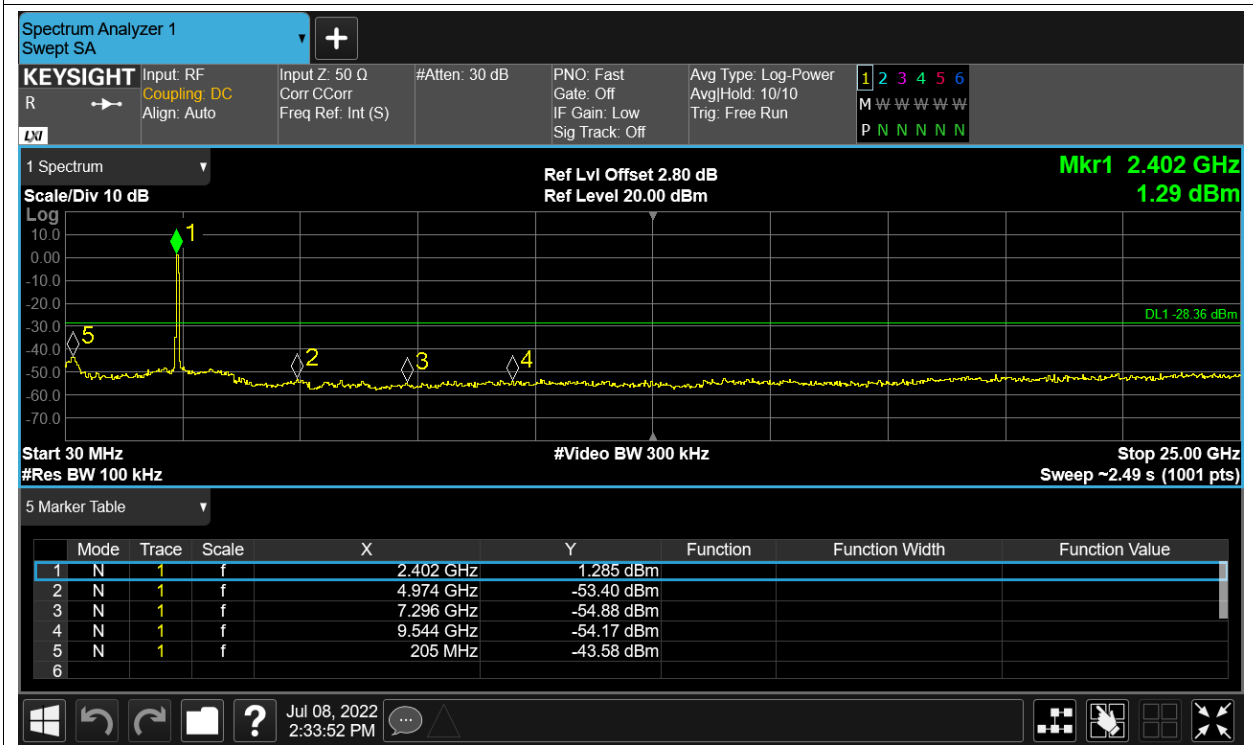 Spectrum Analyzer 1
Swept SA
+
KEYSIGHT Input: RF Input Z: 50 Ω #Atten: 30 dB PNO: Fast Avg Type: Log-Power 1 2 3 4 5 6
R Coupling: DC Corr CCorr Gate: Off Avg|Hold: 10/10 M W W W W W
Align: Auto Freq Ref: Int (S) IF Gain: Low Trig: Free Run
LXI Sig Track: Off P N N N N N
1 Spectrum Ref Lvl Offset 2.80 dB Mkr1 2.402 GHz
Scale/Div 10 dB Ref Level 20.00 dBm 1.29 dBm
Log
10.0 1
0.00
-10.0
-20.0
DL1 -28.36 dBm
-30.0 5
-40.0 2 3 4
-50.0
-60.0
-70.0
Start 30 MHz #Video BW 300 kHz Stop 25.00 GHz
#Res BW 100 kHz Sweep ~2.49 s (1001 pts)
5 Marker Table
Mode Trace Scale X Y Function Function Width Function Value
1 N 1 f 2.402 GHz 1.285 dBm
2 N 1 f 4.974 GHz -53.40 dBm
3 N 1 f 7.296 GHz -54.88 dBm
4 N 1 f 9.544 GHz -54.17 dBm
5 N 1 f 205 MHz -43.58 dBm
6
? Jul 08, 2022
2:33:52 PM